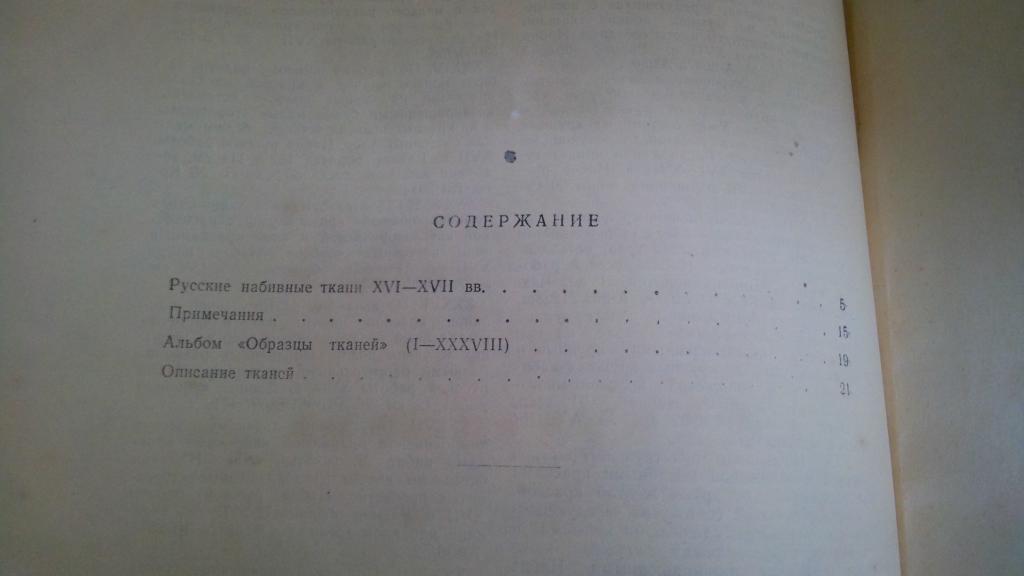 СОДЕРЖАНИЕ
Русские набивные ткани XVI—XVII вв. . . . . . . . . . . . 5
Примечания . . . . . . . . . . . . . . . . . . 15
Альбом «Образцы тканей» (I—XXXVIII) . . . . . . . . . . 19
Описание тканей . . . . . . . . . . . . . . . . . 21